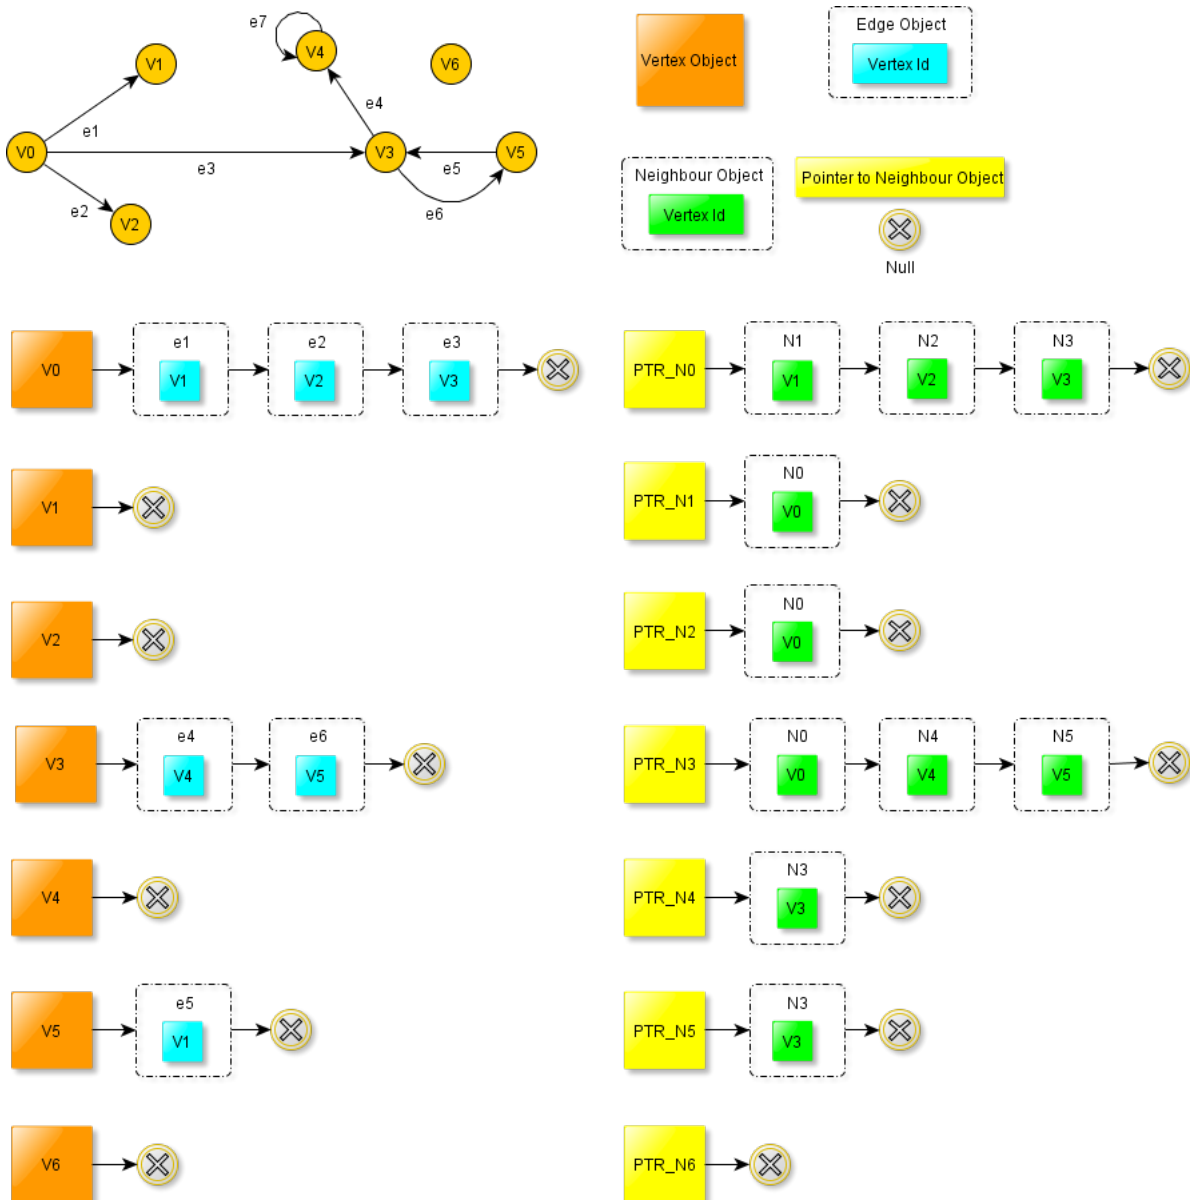 e7
V1
V4
V6
e4
e1
V0
V3
V5
e3
e5
e2
V2
e6
Vertex Object
Edge Object
Vertex Id
Neighbour Object
Vertex Id
Pointer to Neighbour Object
Null
V0
e1
V1
e2
V2
e3
V3
PTR_N0
N1
V1
N2
V2
N3
V3
V1
PTR_N1
N0
V0
V2
PTR_N2
N0
V0
V3
e4
V4
e6
V5
PTR_N3
N0
V0
N4
V4
N5
V5
V4
PTR_N4
N3
V3
V5
e5
V1
PTR_N5
N3
V3
V6
PTR_N6